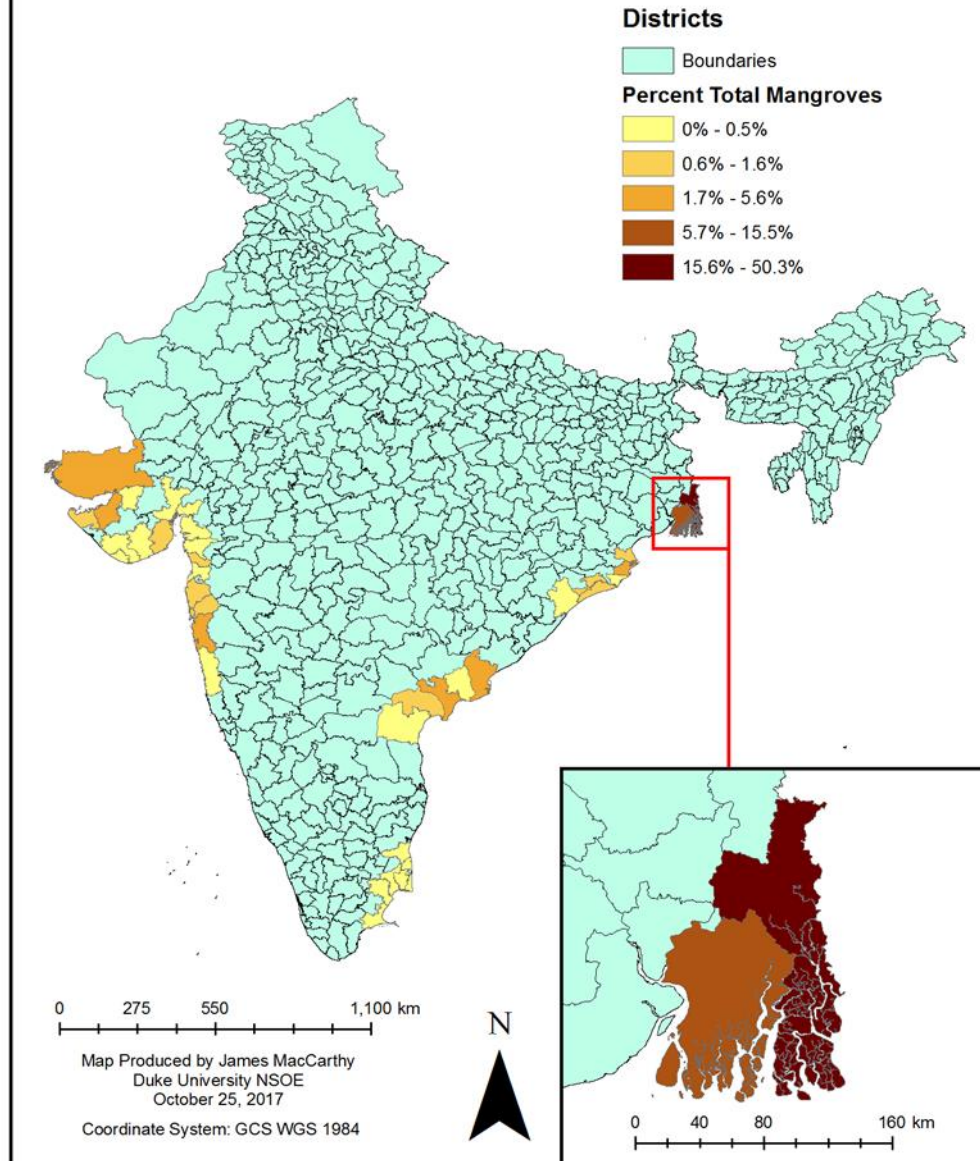 Districts
Boundaries
Percent Total Mangroves
0% - 0.5%
0.6% - 1.6%
1.7% - 5.6%
5.7% - 15.5%
15.6% - 50.3%
0 275 550 1,100 km
N
Map Produced by James MacCarthy
Duke University NSOE
October 25, 2017
Coordinate System: GCS WGS 1984
0 40 80 160 km